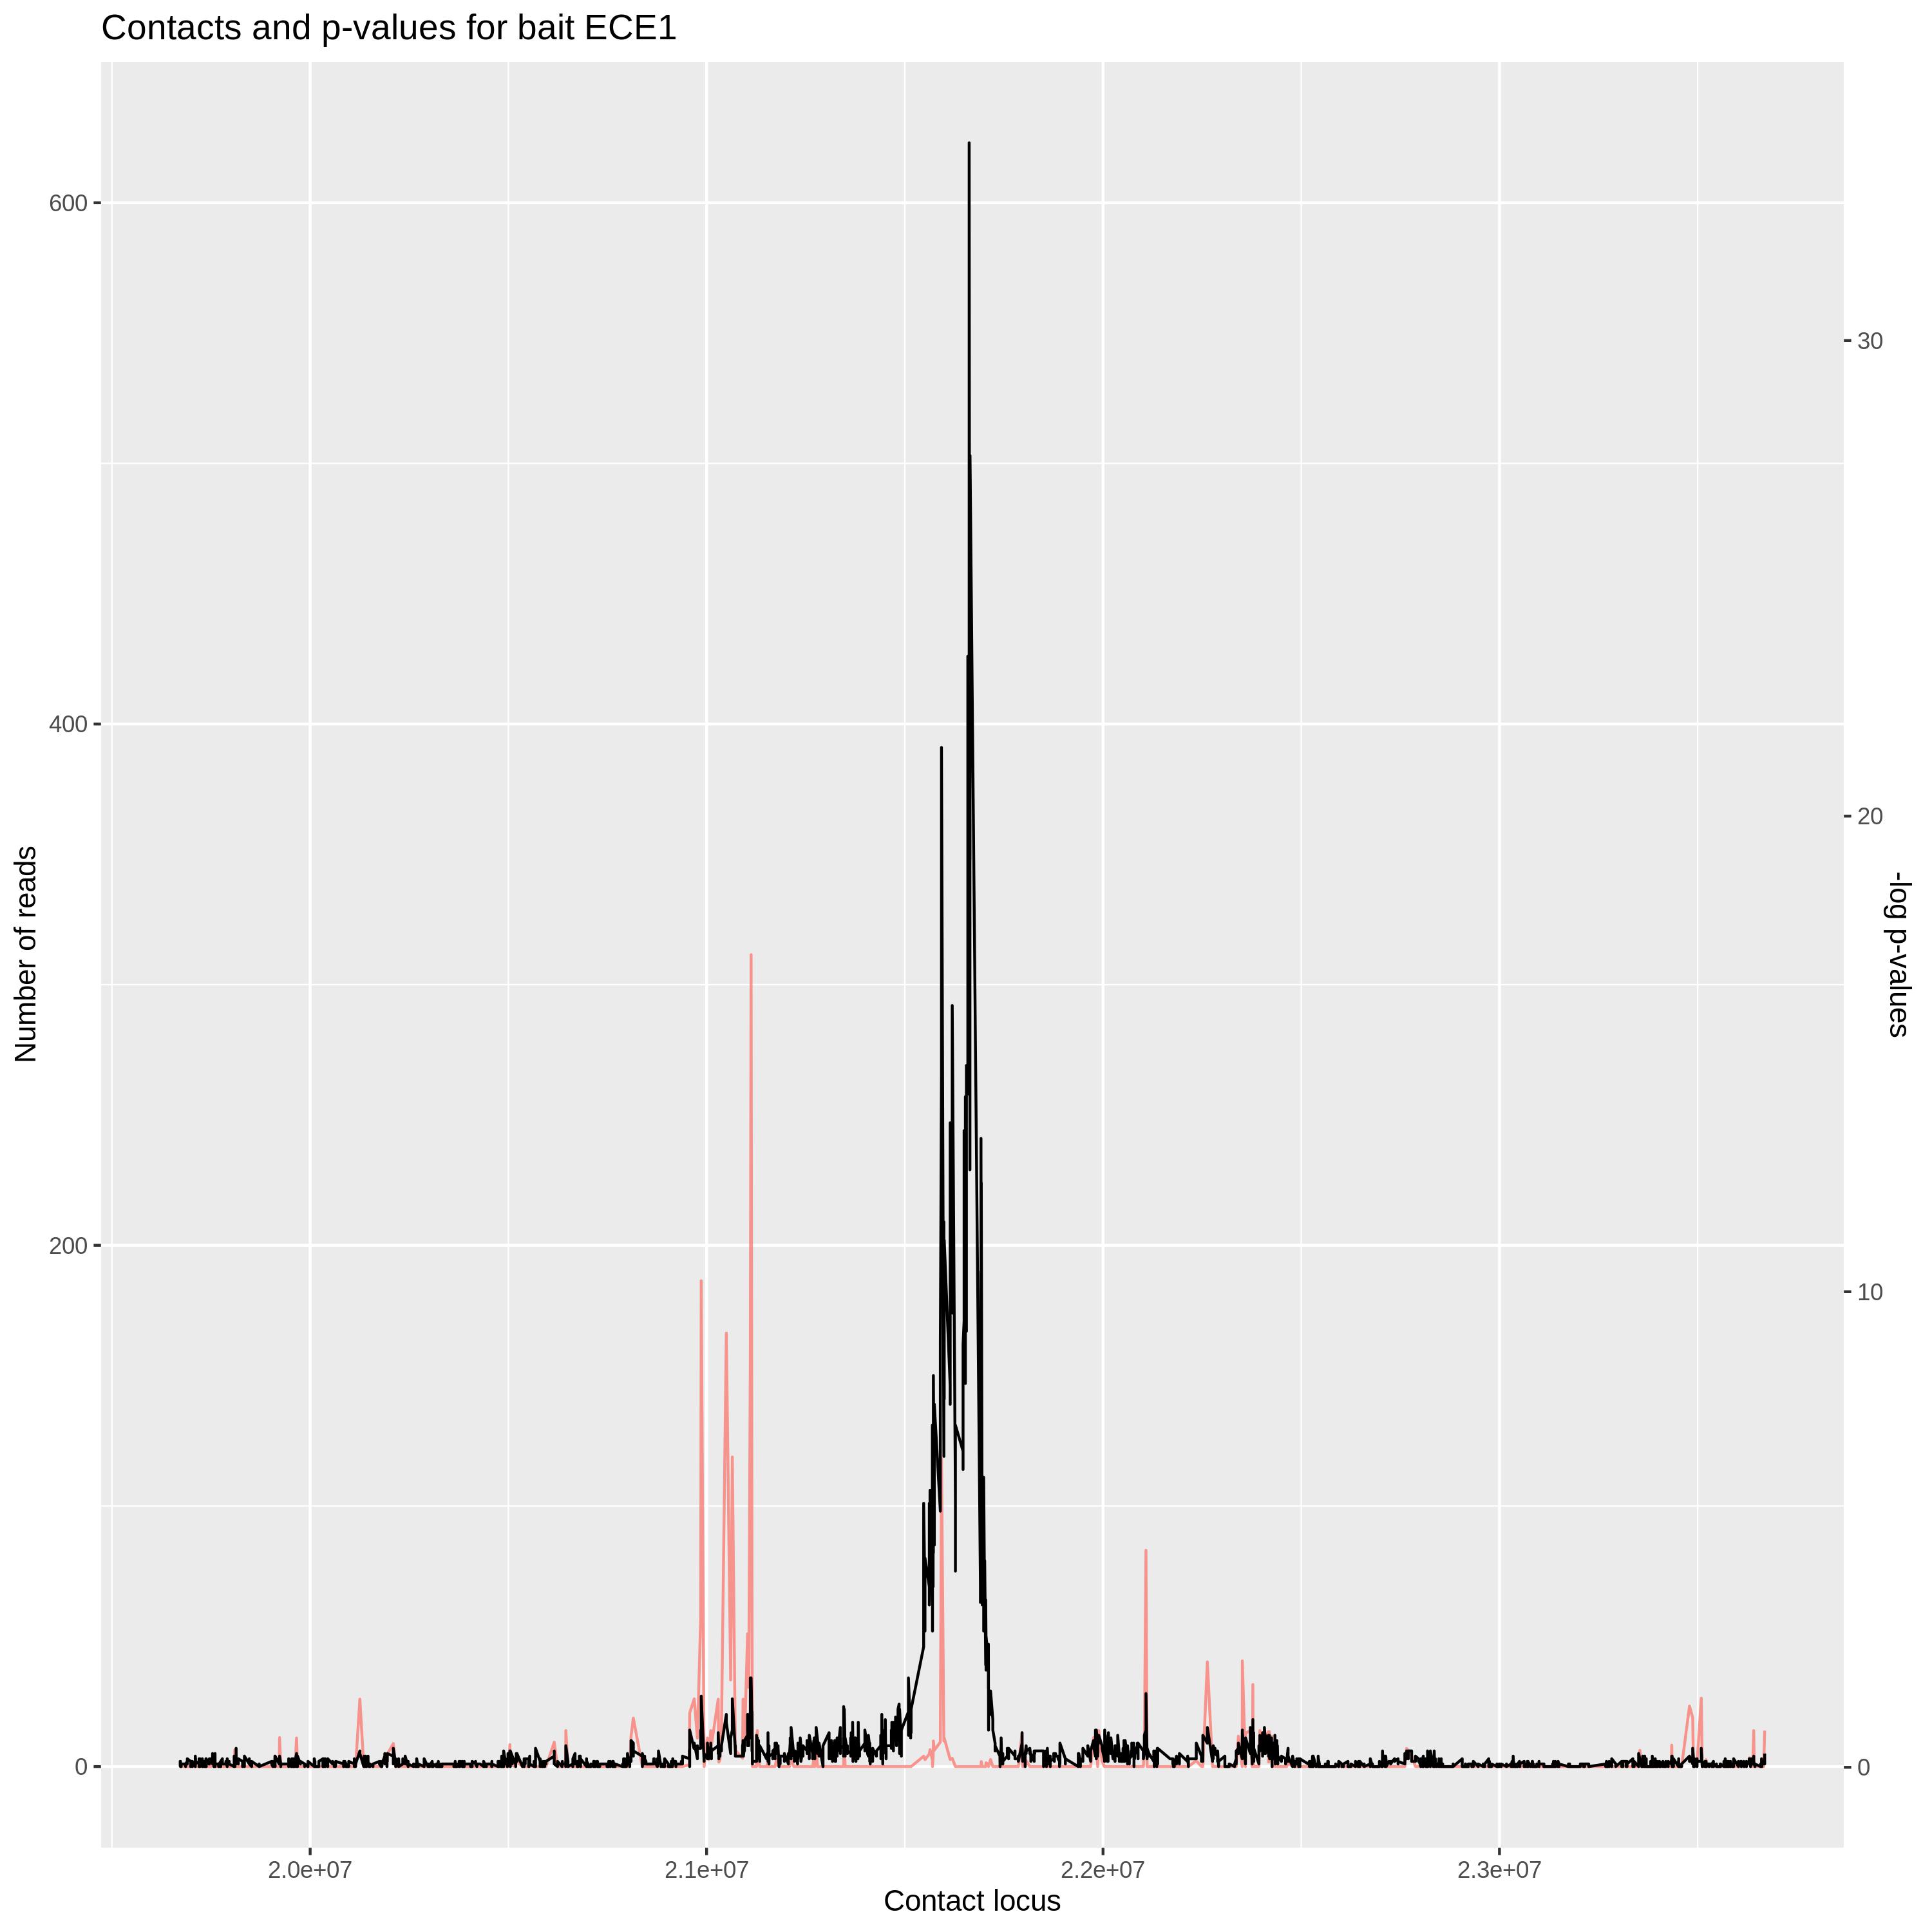 Contacts and p-values for bait ECE1
600
400
200
0
Number of reads
30
20
10
0
-log p-values
2.0e+07
2.1e+07
2.2e+07
2.3e+07
Contact locus